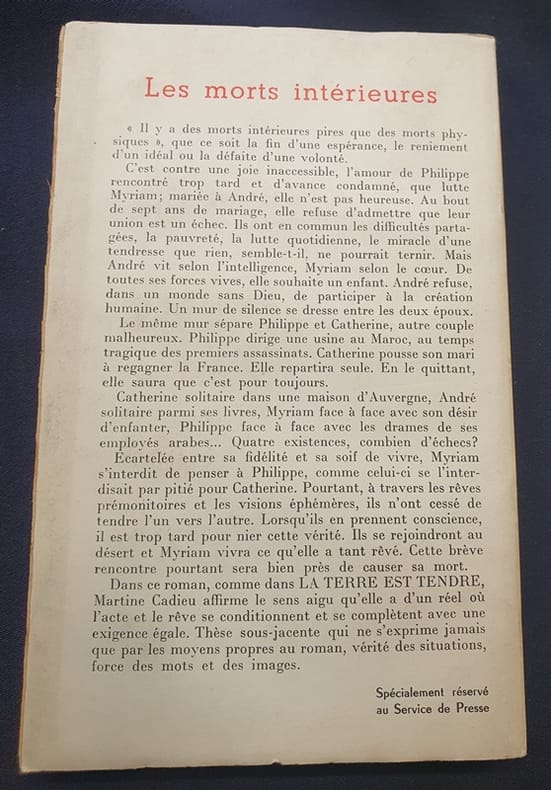 Les morts intérieures
« Il y a des morts intérieures pires que des morts phy-
siques », que ce soit la fin d'une espérance, le reniement
d'un idéal ou la défaite d'une volonté.
C'est contre une joie inaccessible, l'amour de Philippe
rencontré trop tard et d'avance condamné, que lutte
Myriam; mariée à André, elle n'est pas heureuse. Au bout
de sept ans de mariage, elle refuse d'admettre que leur
union est un échec. Ils ont en commun les difficultés parta-
gées, la pauvreté, la lutte quotidienne, le miracle d'une
tendresse que rien, semble-t-il, ne pourrait ternir. Mais
André vit selon l'intelligence, Myriam selon le cœur. De
toutes ses forces vives, elle souhaite un enfant. André refuse,
dans un monde sans Dieu, de participer à la création
humaine. Un mur de silence se dresse entre les deux époux.
Le même mur sépare Philippe et Catherine, autre couple
malheureux. Philippe dirige une usine au Maroc, au temps
tragique des premiers assassinats. Catherine pousse son mari
à regagner la France. Elle repartira seule. En le quittant,
elle saura que c'est pour toujours.
Catherine solitaire dans une maison d'Auvergne, André
solitaire parmi ses livres, Myriam face à face avec son désir
d'enfanter, Philippe face à face avec les drames de ses
employés arabes... Quatre existences, combien d'échecs?
Ecartelée entre sa fidélité et sa soif de vivre, Myriam
s'interdit de penser à Philippe, comme celui-ci se l'inter-
disait par pitié pour Catherine. Pourtant, à travers les rêves
prémonitoires et les visions éphémères, ils n'ont cessé de
tendre l'un vers l'autre. Lorsqu'ils en prennent conscience,
il est trop tard pour nier cette vérité. Ils se rejoindront au
désert et Myriam vivra ce qu'elle a tant rêvé. Cette brève
rencontre pourtant sera bien près de causer sa mort.
Dans ce roman, comme dans LA TERRE EST TENDRE,
Martine Cadieu affirme le sens aigu qu'elle a d'un réel où
l'acte et le rêve se conditionnent et se complètent avec une
exigence égale. Thèse sous-jacente qui ne s'exprime jamais
que par les moyens propres au roman, vérité des situations,
force des mots et des images.
Spécialement réservé
au Service de Presse